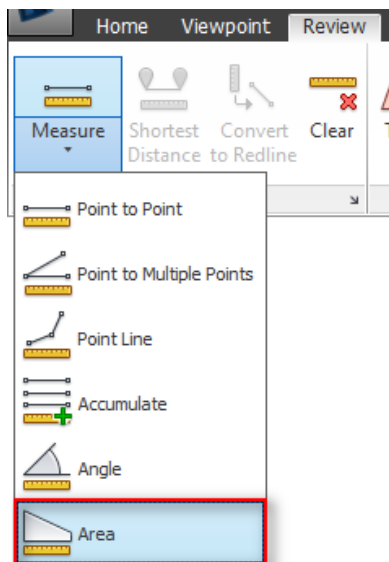 Home Viewpoint Review
Measure Shortest Convert Clear
Distance to Redline
Point to Point
Point to Multiple Points
Point Line
Accumulate
Angle
Area